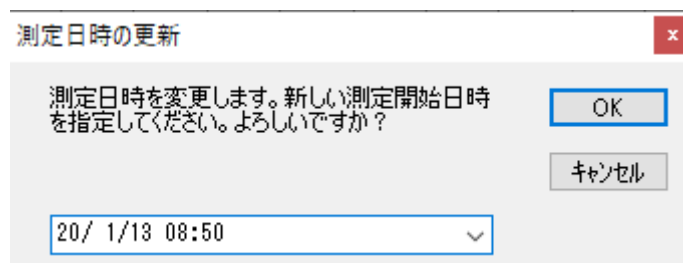 測定日時の更新
x
測定日時を変更します。新しい測定開始日時
を指定してください。よろしいですか？
OK
キャンセル
20/ 1/13 08:50